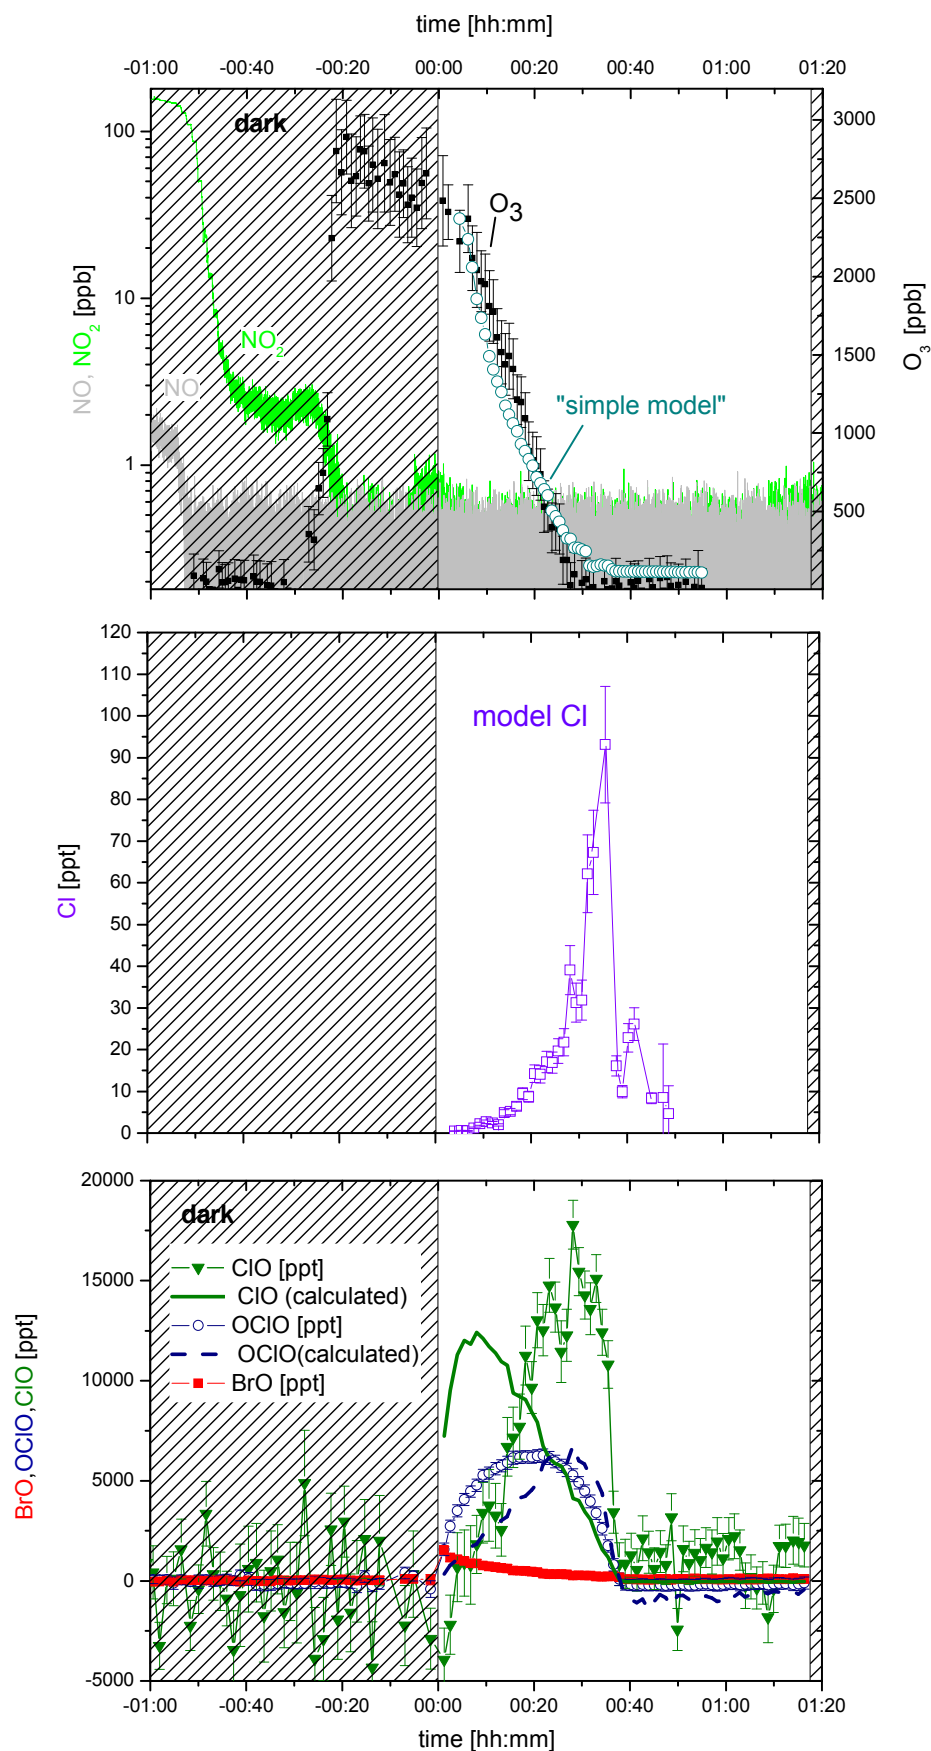 time [hh:mm]
-01:00 -00:40 -00:20 00:00 00:20 00:40 01:00 01:20
dark
100
10
1
NO, NO2 [ppb]
NO
NO2
O3
"simple model"
3000
2500
2000
1500
1000
500
O3 [ppb]
120
110
100
90
80
70
60
50
40
30
20
10
0
Cl [ppt]
model Cl
20000
15000
10000
5000
0
-5000
BrO, OClO, ClO [ppt]
dark
ClO [ppt]
ClO (calculated)
OClO [ppt]
OClO(calculated)
BrO [ppt]
-01:00 -00:40 -00:20 00:00 00:20 00:40 01:00 01:20
time [hh:mm]